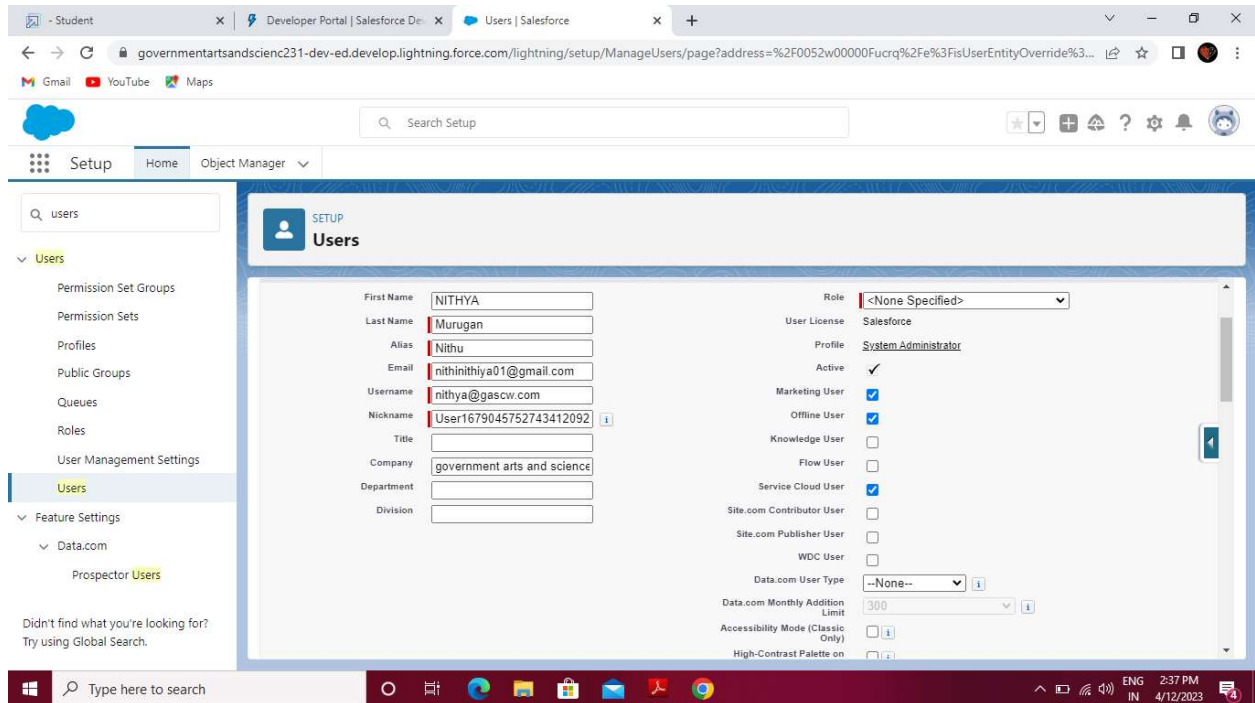 - Student
Developer Portal | Salesforce De
Users | Salesforce
governmentartsandscienc231-dev-ed.develop.lightning.force.com/lightning/setup/ManageUsers/page?address=%2F0052w00000Fucrq%2Fe%3FisUserEntityOverride%3...
Gmail YouTube Maps
Search Setup
Setup Home Object Manager
users
SETUP
Users
Users
Permission Set Groups
Permission Sets
Profiles
Public Groups
Queues
Roles
User Management Settings
Users
Feature Settings
Data.com
Prospector Users
Didn't find what you're looking for?
Try using Global Search.
First Name NITHYA
Last Name Murugan
Alias Nithu
Email nithinithiya01@gmail.com
Username nithya@gascw.com
Nickname User1679045752743412092
Title
Company government arts and science
Department
Division
Role <None Specified>
User License Salesforce
Profile System Administrator
Active
Marketing User
Offline User
Knowledge User
Flow User
Service Cloud User
Site.com Contributor User
Site.com Publisher User
WDC User
Data.com User Type --None--
Data.com Monthly Addition
Limit 300
Accessibility Mode (Classic
Only)
High-Contrast Palette on
Type here to search
ENG 2:37 PM
IN 4/12/2023
4